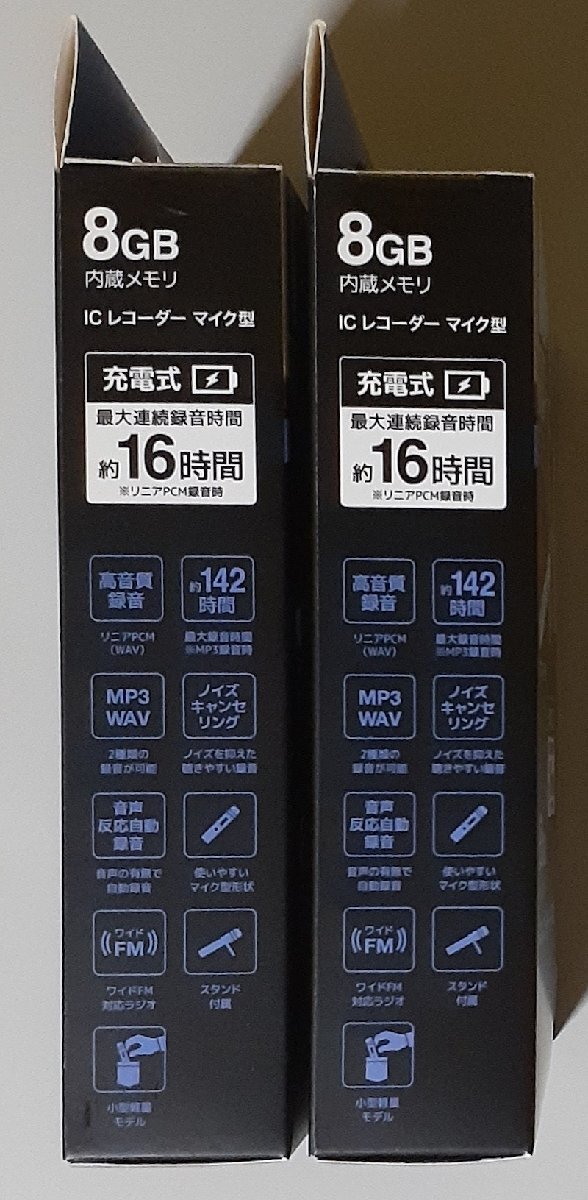 8GB
内蔵メモリ
IC レコーダー マイク型
充電式
最大連続録音時間
約16時間
※リニアPCM録音時
高音質
録音
リニアPCM
(WAV)
約142
時間
最大録音時間
※MP3録音時
MP3
WAV
2種類の
録音が可能
ノイズ
キャンセ
リング
ノイズを抑えた
聴きやすい録音
音声
反応自動
録音
音声の有無で
自動録音
使いやすい
マイク型形状
ワイド
FM
ワイドFM
対応ラジオ
スタンド
付属
小型軽量
モデル
8GB
内蔵メモリ
IC レコーダー マイク型
充電式
最大連続録音時間
約16時間
※リニアPCM録音時
高音質
録音
リニアPCM
(WAV)
約142
時間
最大録音時間
※MP3録音時
MP3
WAV
2種類の
録音が可能
ノイズ
キャンセ
リング
ノイズを抑えた
聴きやすい録音
音声
反応自動
録音
音声の有無で
自動録音
使いやすい
マイク型形状
ワイド
FM
ワイドFM
対応ラジオ
スタンド
付属
小型軽量
モデル